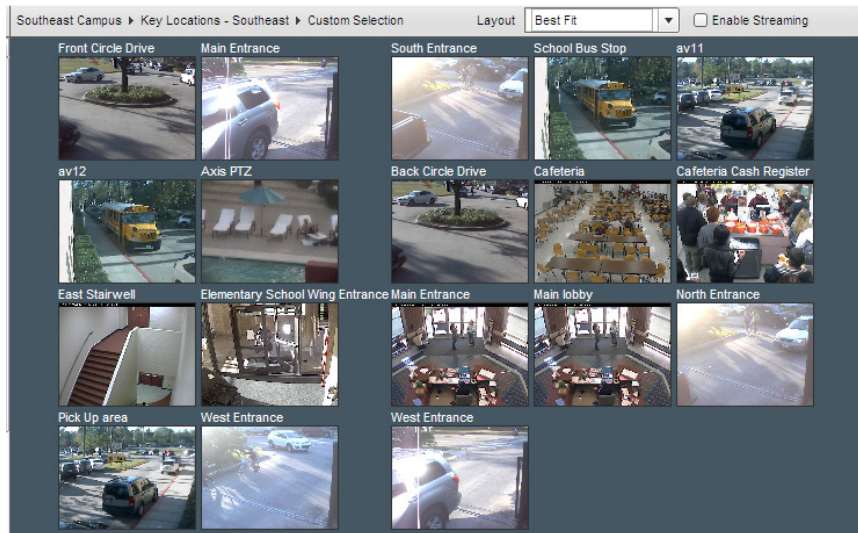 Southeast Campus ▸ Key Locations - Southeast ▸ Custom Selection Layout Best Fit Enable Streaming
Front Circle Drive Main Entrance South Entrance School Bus Stop av11
av12 Axis PTZ Back Circle Drive Cafeteria Cafeteria Cash Register
East Stairwell Elementary School Wing Entrance Main Entrance Main lobby North Entrance
Pick Up area West Entrance West Entrance